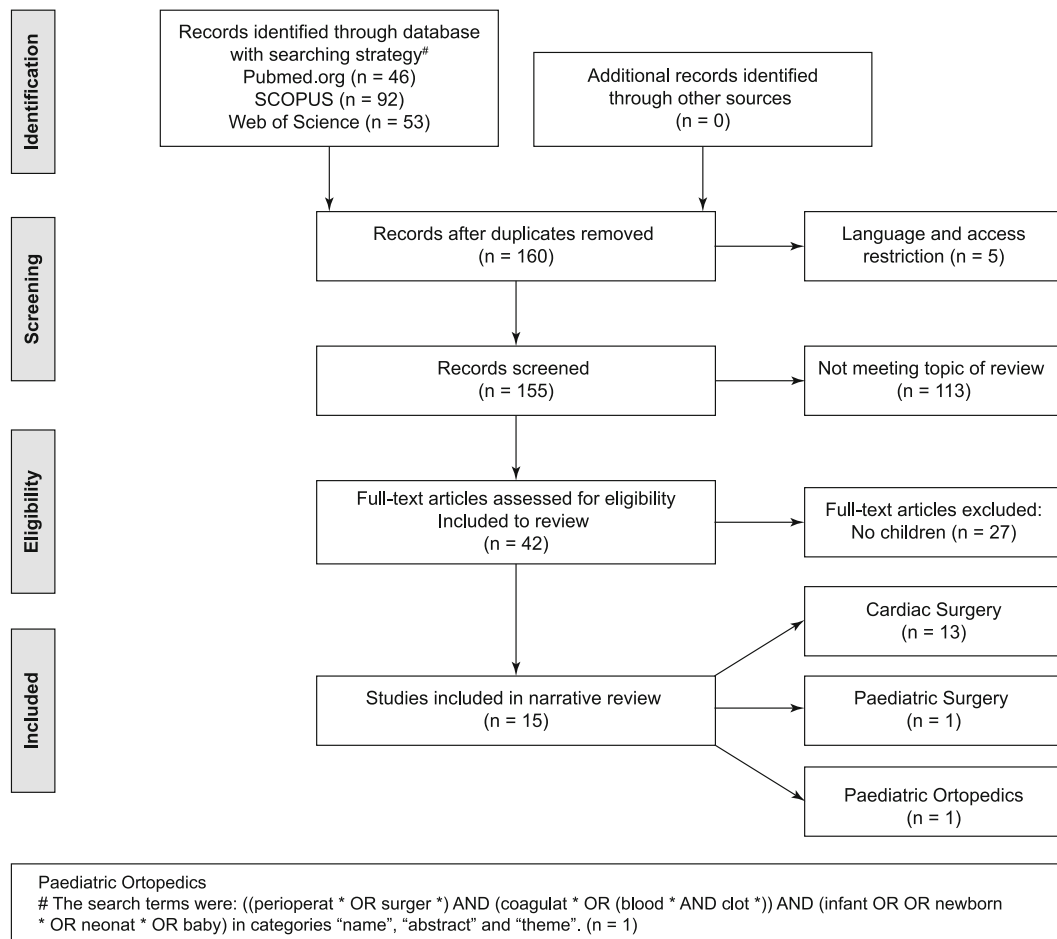 Identification
Records identified through database
with searching strategy#
Pubmed.org (n = 46)
SCOPUS (n = 92)
Web of Science (n = 53)
Additional records identified
through other sources
(n = 0)
Screening
Records after duplicates removed
(n = 160)
Language and access
restriction (n = 5)
Records screened
(n = 155)
Not meeting topic of review
(n = 113)
Eligibility
Full-text articles assessed for eligibility
Included to review
(n = 42)
Full-text articles excluded:
No children (n = 27)
Included
Studies included in narrative review
(n = 15)
Cardiac Surgery
(n = 13)
Paediatric Surgery
(n = 1)
Paediatric Ortopedics
(n = 1)
Paediatric Ortopedics
# The search terms were: ((perioperat * OR surger *) AND (coagulat * OR (blood * AND clot *)) AND (infant OR OR newborn
* OR neonat * OR baby) in categories “name”, “abstract” and “theme”. (n = 1)